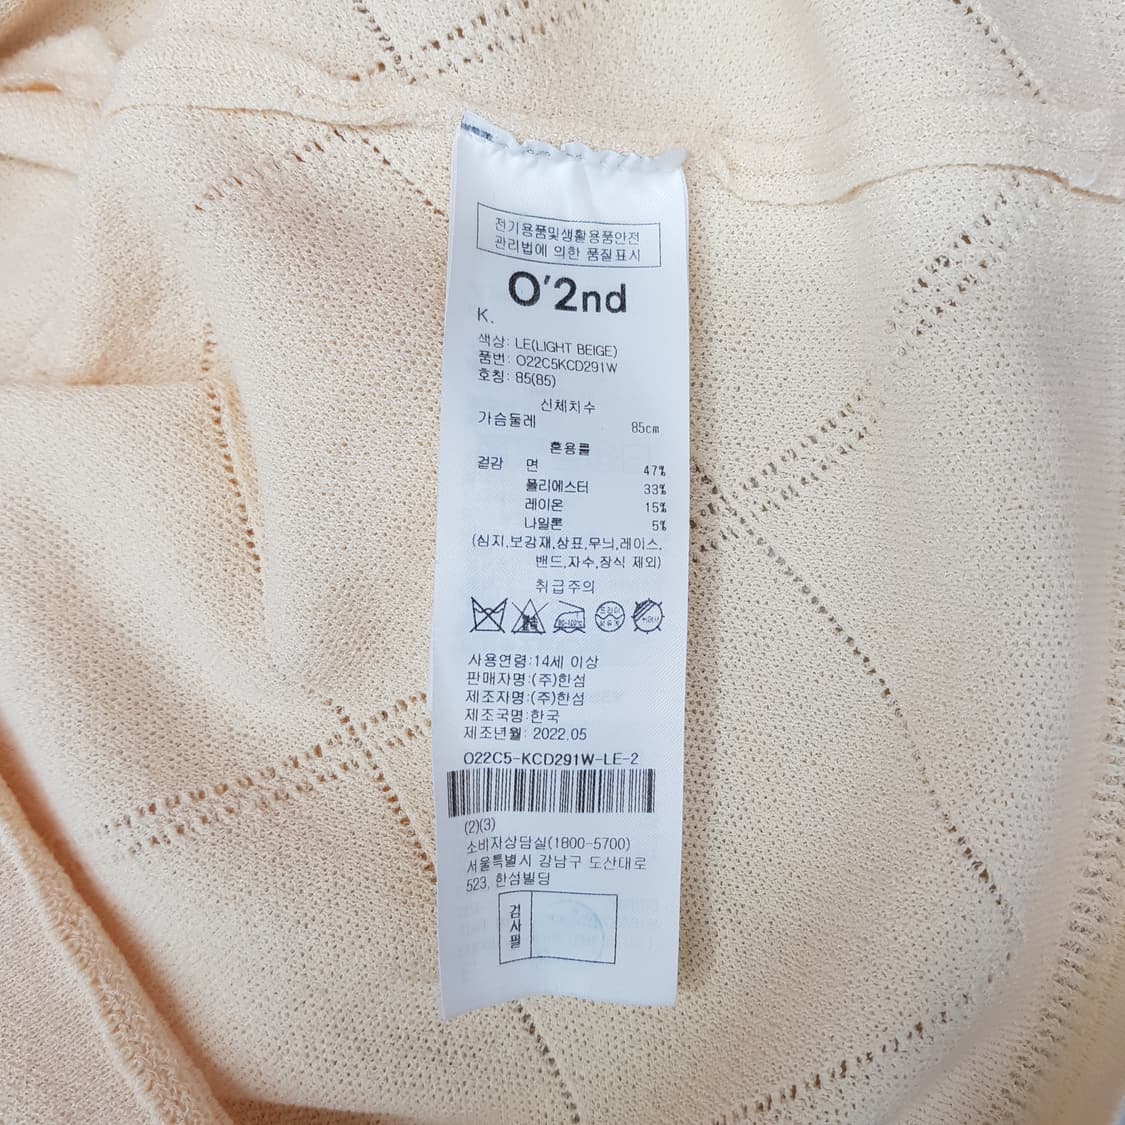 전기용품및생활용품안전
관리법에 의한 품질표시
O'2nd
K.
색상: LE(LIGHT BEIGE)
품번: O22C5KCD291W
호칭: 85(85)
신체치수
가슴둘레 85cm
혼용률
겉감 면 47%
폴리에스터 33%
레이온 15%
나일론 5%
(심지,보강재,상표,무늬,레이스,
밴드,자수,장식 제외)
취급주의
80~120℃ 드라이
사용연령:14세 이상
판매자명:(주)한섬
제조자명:(주)한섬
제조국명:한국
제조년월: 2022.05
O22C5-KCD291W-LE-2
(2)(3)
소비자상담실(1800-5700)
서울특별시 강남구 도산대로
523, 한섬빌딩
검사필